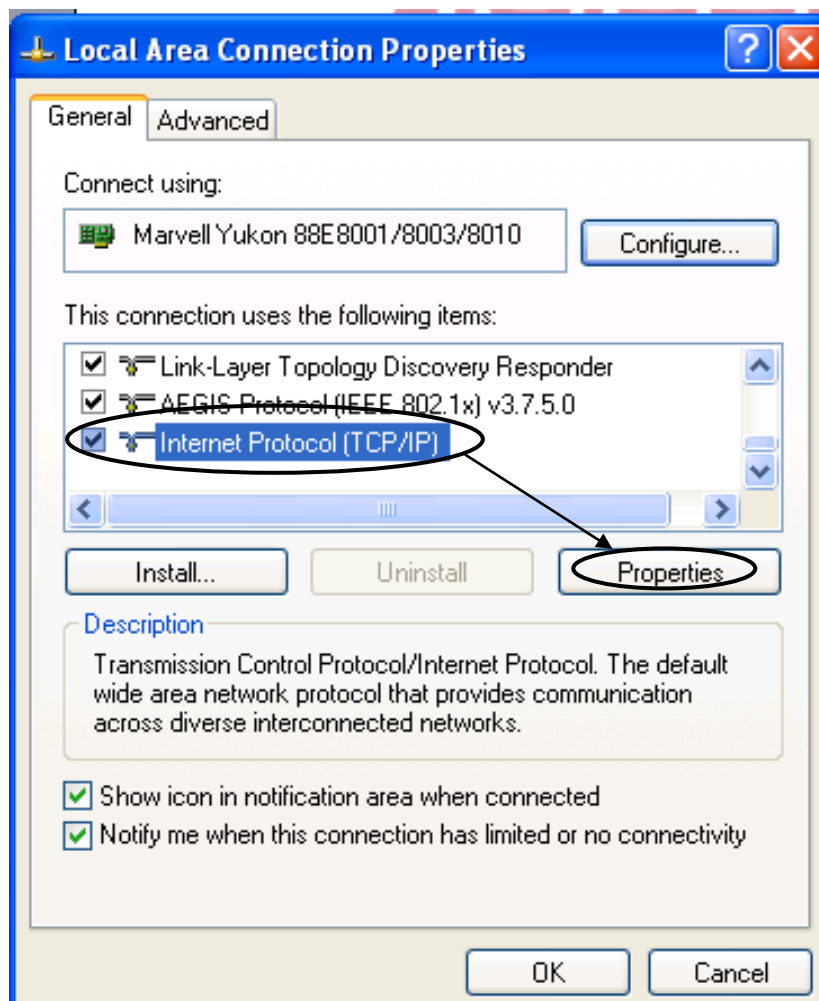 Local Area Connection Properties
General
Advanced
Connect using:
Marvell Yukon 88E8001/8003/8010
Configure...
This connection uses the following items:
Link-Layer Topology Discovery Responder
AEGIS Protocol (IEEE 802.1x) v3.7.5.0
Internet Protocol (TCP/IP)
Install...
Uninstall
Properties
Description
Transmission Control Protocol/Internet Protocol. The default
wide area network protocol that provides communication
across diverse interconnected networks.
Show icon in notification area when connected
Notify me when this connection has limited or no connectivity
OK
Cancel